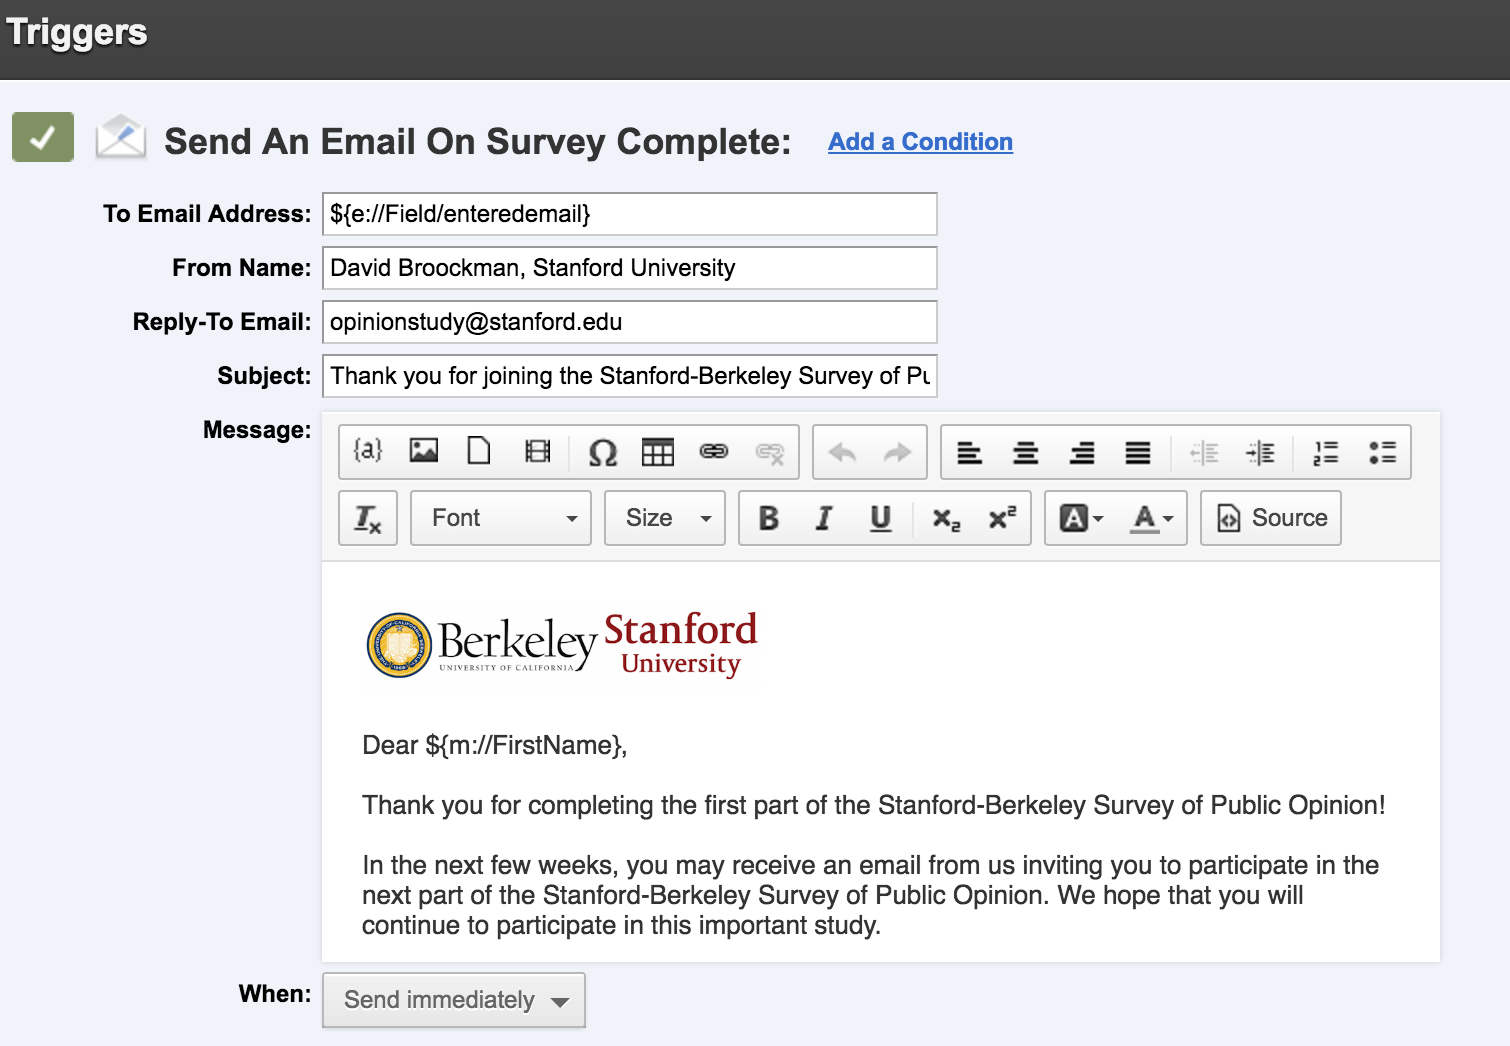 Triggers
Send An Email On Survey Complete: Add a Condition
To Email Address: ${e://Field/enteredemail}
From Name: David Broockman, Stanford University
Reply-To Email: opinionstudy@stanford.edu
Subject: Thank you for joining the Stanford-Berkeley Survey of
Message:
{a} Ω
Font Size B I U x₂ x² A A Source
Berkeley Stanford
UNIVERSITY OF CALIFORNIA University
Dear ${m://FirstName},
Thank you for completing the first part of the Stanford-Berkeley Survey of Public Opinion!
In the next few weeks, you may receive an email from us inviting you to participate in the
next part of the Stanford-Berkeley Survey of Public Opinion. We hope that you will
continue to participate in this important study.
When: Send immediately